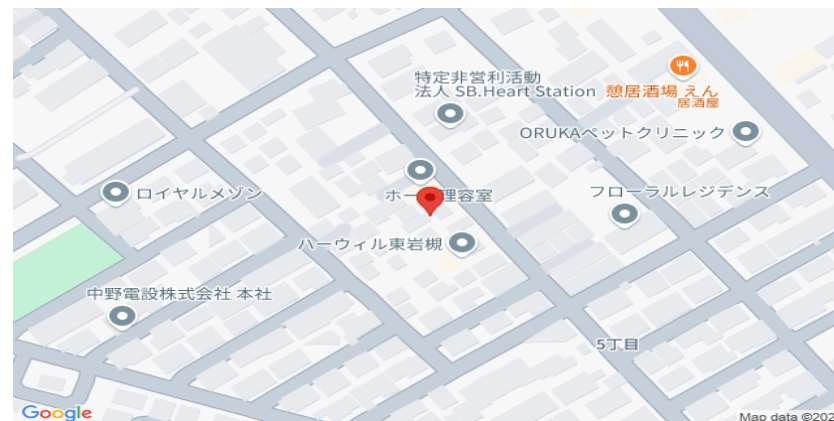 特定非営利活動
法人 SB.Heart Station
憩居酒場 えん
居酒屋
ORUKAペットクリニック
ロイヤルメゾン
ホー
理容室
フローラルレジデンス
ハーウィル東岩槻
中野電設株式会社 本社
5丁目
Google
Map data ©202